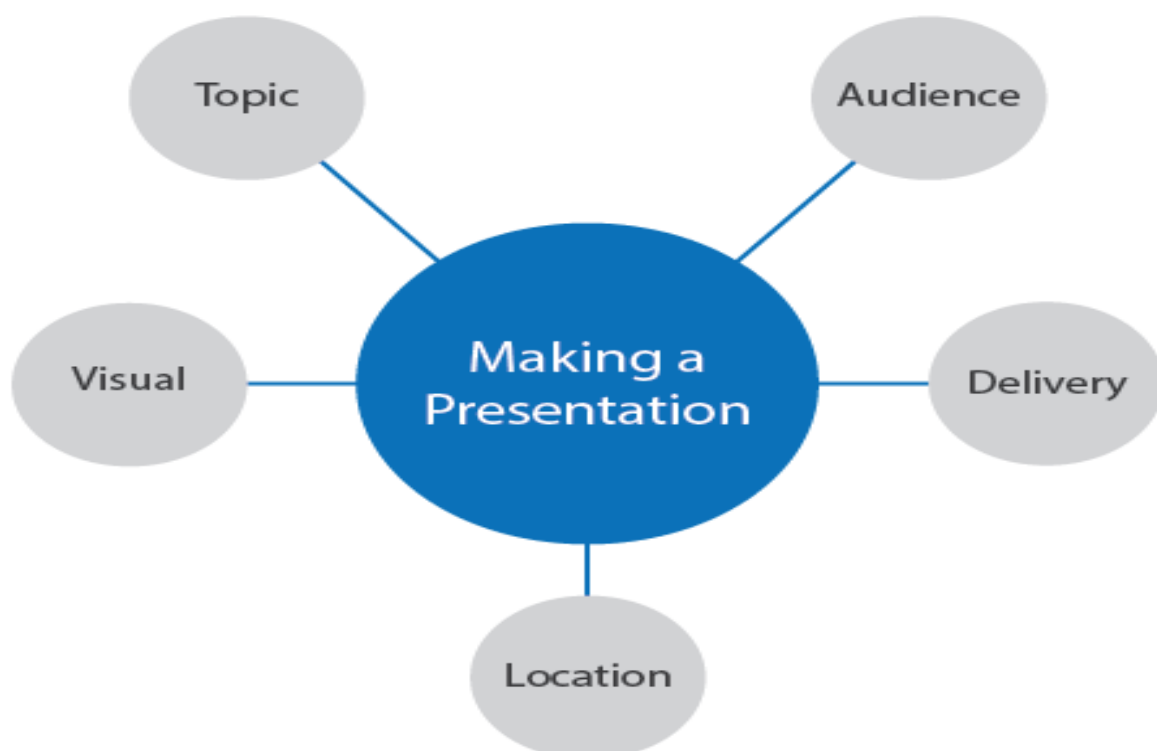 Topic
Audience
Making a
Presentation
Visual
Delivery
Location